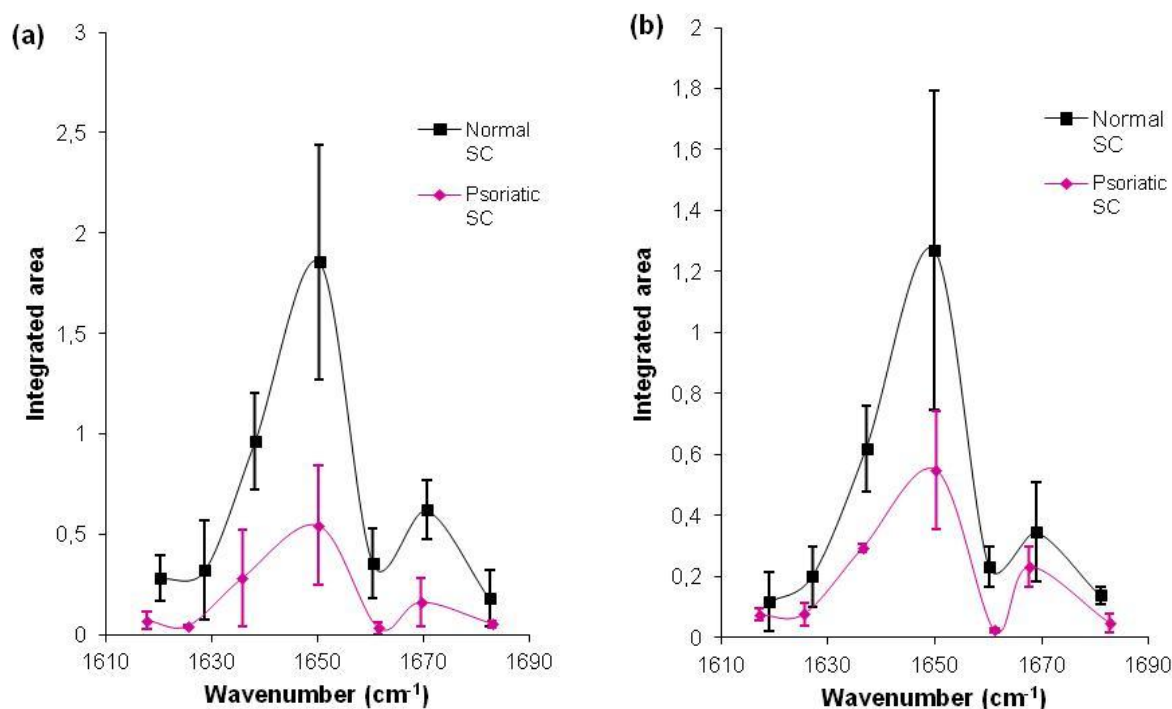 (a)
3
2,5
2
1,5
1
0,5
0
Integrated area
1610
1630
1650
1670
1690
Wavenumber (cm-1)
Normal
SC
Psoriatic
SC
(b)
2
1,8
1,6
1,4
1,2
1
0,8
0,6
0,4
0,2
0
Integrated area
1610
1630
1650
1670
1690
Wavenumber (cm-1)
Normal
SC
Psoriatic
SC